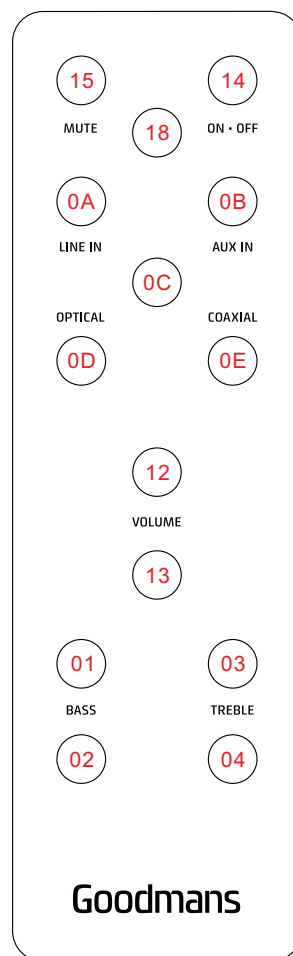 15 14
MUTE 18 ON • OFF
0A 0B
LINE IN AUX IN
0C
OPTICAL COAXIAL
0D 0E
12
VOLUME
13
01 03
BASS TREBLE
02 04
Goodmans